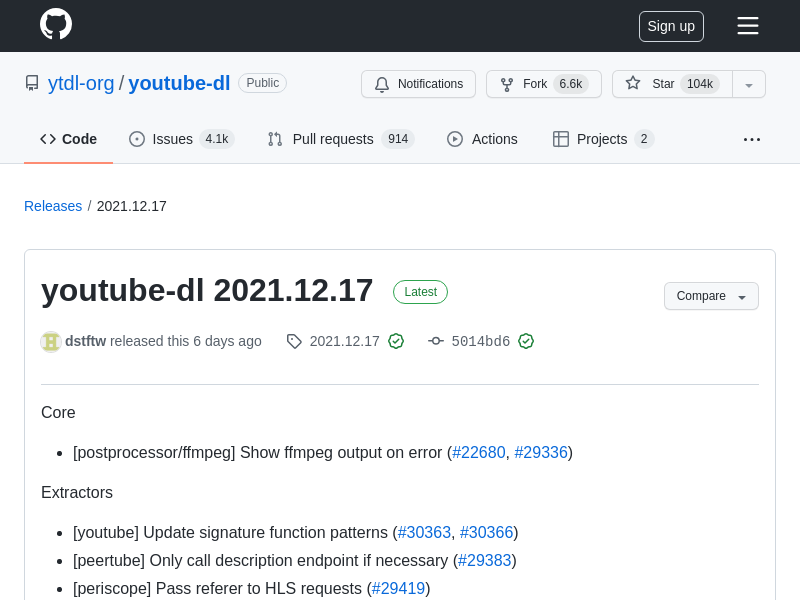 Sign up
ytdl-org / youtube-dl Public
Notifications Fork 6.6k Star 104k
Code Issues 4.1k Pull requests 914 Actions Projects 2
Releases / 2021.12.17
youtube-dl 2021.12.17 Latest
Compare
dstftw released this 6 days ago 2021.12.17 5014bd6
Core
[postprocessor/ffmpeg] Show ffmpeg output on error (#22680, #29336)
Extractors
[youtube] Update signature function patterns (#30363, #30366)
[peertube] Only call description endpoint if necessary (#29383)
[periscope] Pass referer to HLS requests (#29419)